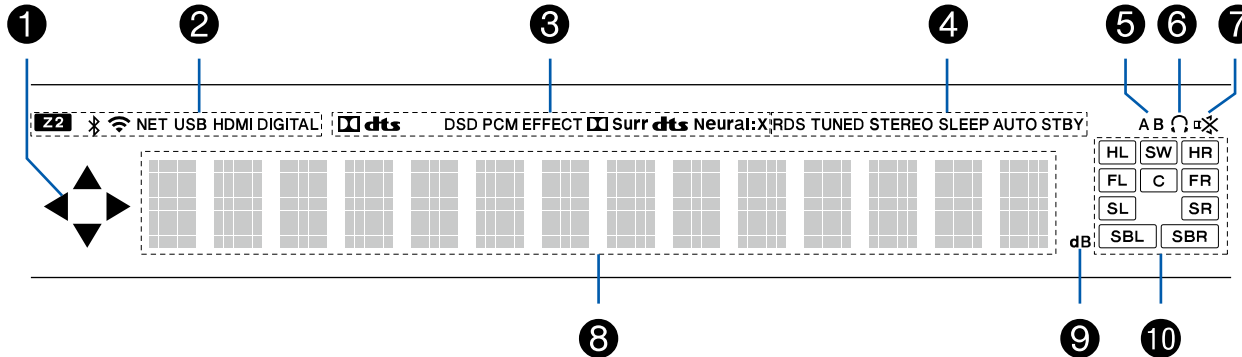 1 2 3 4 5 6 7
Z2 NET USB HDMI DIGITAL dts DSD PCM EFFECT Surr dts Neural:X RDS TUNED STEREO SLEEP AUTO STBY A B
HL SW HR
FL C FR
SL SR
dB SBL SBR
8 9 10